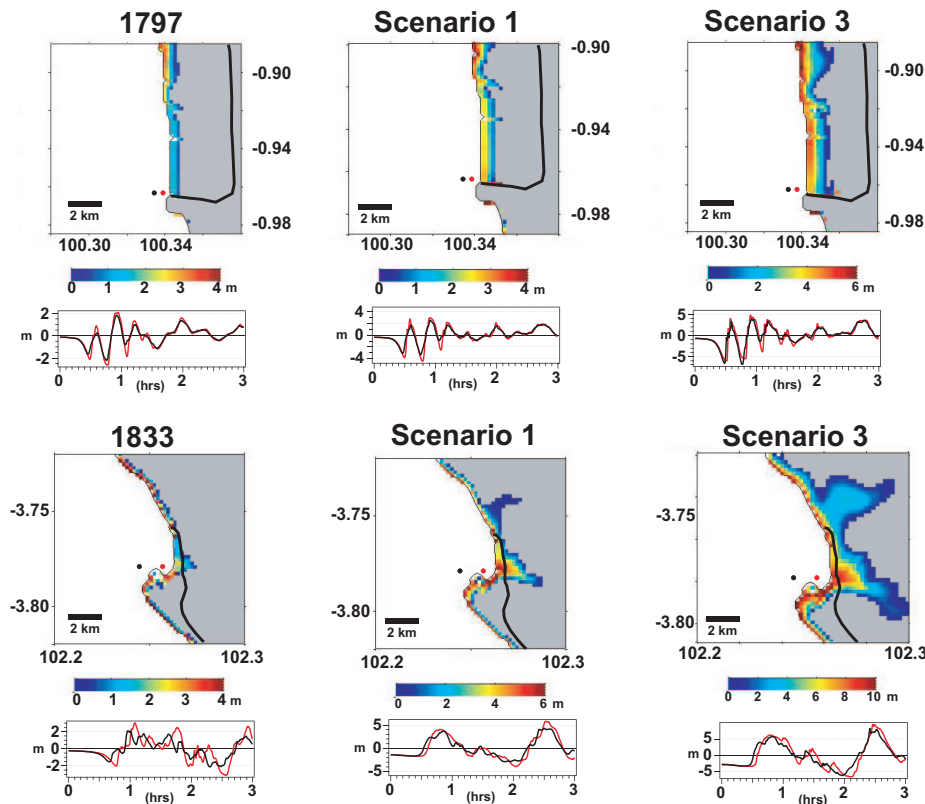 1797 Scenario 1 Scenario 3
-0.90 -0.90 -0.90
-0.94 -0.94 -0.94
2 km 2 km 2 km
-0.98 -0.98 -0.98
100.30 100.34 100.30 100.34 100.30 100.34
0 1 2 3 4 m 0 1 2 3 4 m 0 2 4 6 m
2 4 5
m 0 0 0
-2 -4 -5
0 1 2 3 0 1 2 3 0 1 2 3
(hrs) (hrs) (hrs)
1833 Scenario 1 Scenario 3
-3.75 -3.75 -3.75
-3.80 -3.80 -3.80
2 km 2 km 2 km
102.2 102.3 102.2 102.3 102.2 102.3
0 1 2 3 4 m 0 2 4 6 m 0 2 4 6 8 10 m
2 5 5
m 0 m 0 m 0
-2 -5 -5
0 1 2 3 0 1 2 3 0 1 2 3
(hrs) (hrs) (hrs)